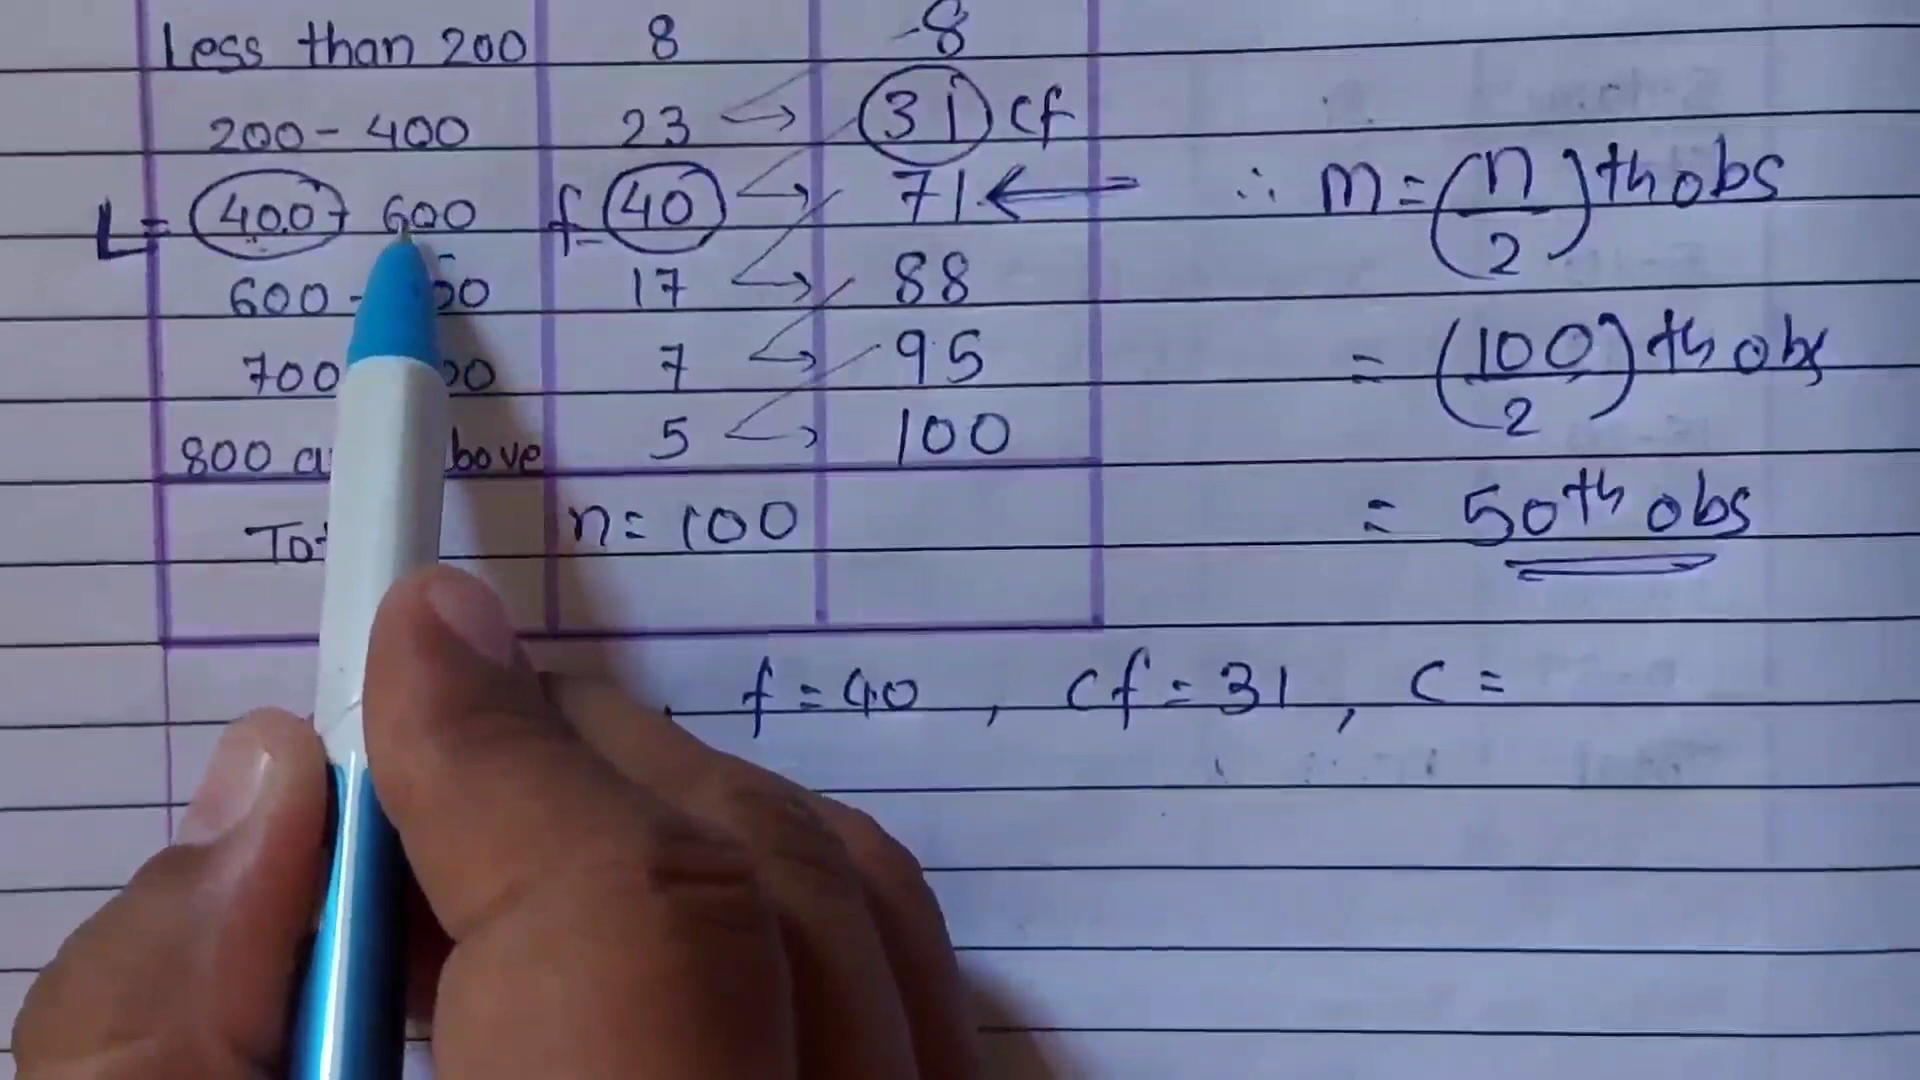 Less than 200 8 8
200 - 400 23 31 cf
L = 400 - 600 f = 40 71 ∴ M = (n/2) th obs
600 - 17 88
= (100/2) th obs
700 7 95
800 5 100
= 50th obs
n = 100
, f = 40 , cf = 31 , c =